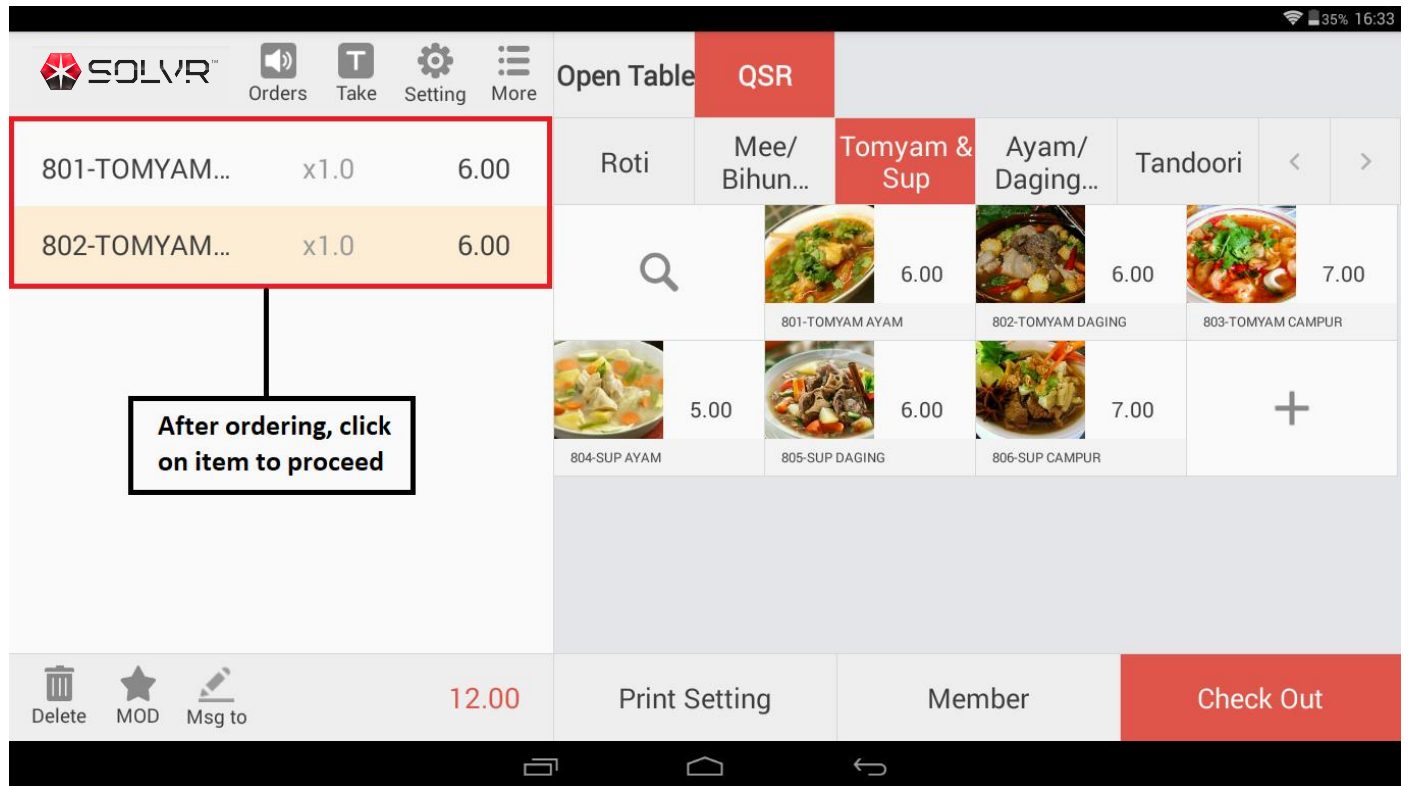 35% 16:33
SOLVR™
Orders Take Setting More
Open Table QSR
Roti
Mee/
Bihun...
Tomyam &
Sup
Ayam/
Daging...
Tandoori
< >
801-TOMYAM... x1.0 6.00
802-TOMYAM... x1.0 6.00
After ordering, click
on item to proceed
6.00
801-TOMYAM AYAM
6.00
802-TOMYAM DAGING
7.00
803-TOMYAM CAMPUR
5.00
804-SUP AYAM
6.00
805-SUP DAGING
7.00
806-SUP CAMPUR
Delete MOD Msg to 12.00
Print Setting Member Check Out